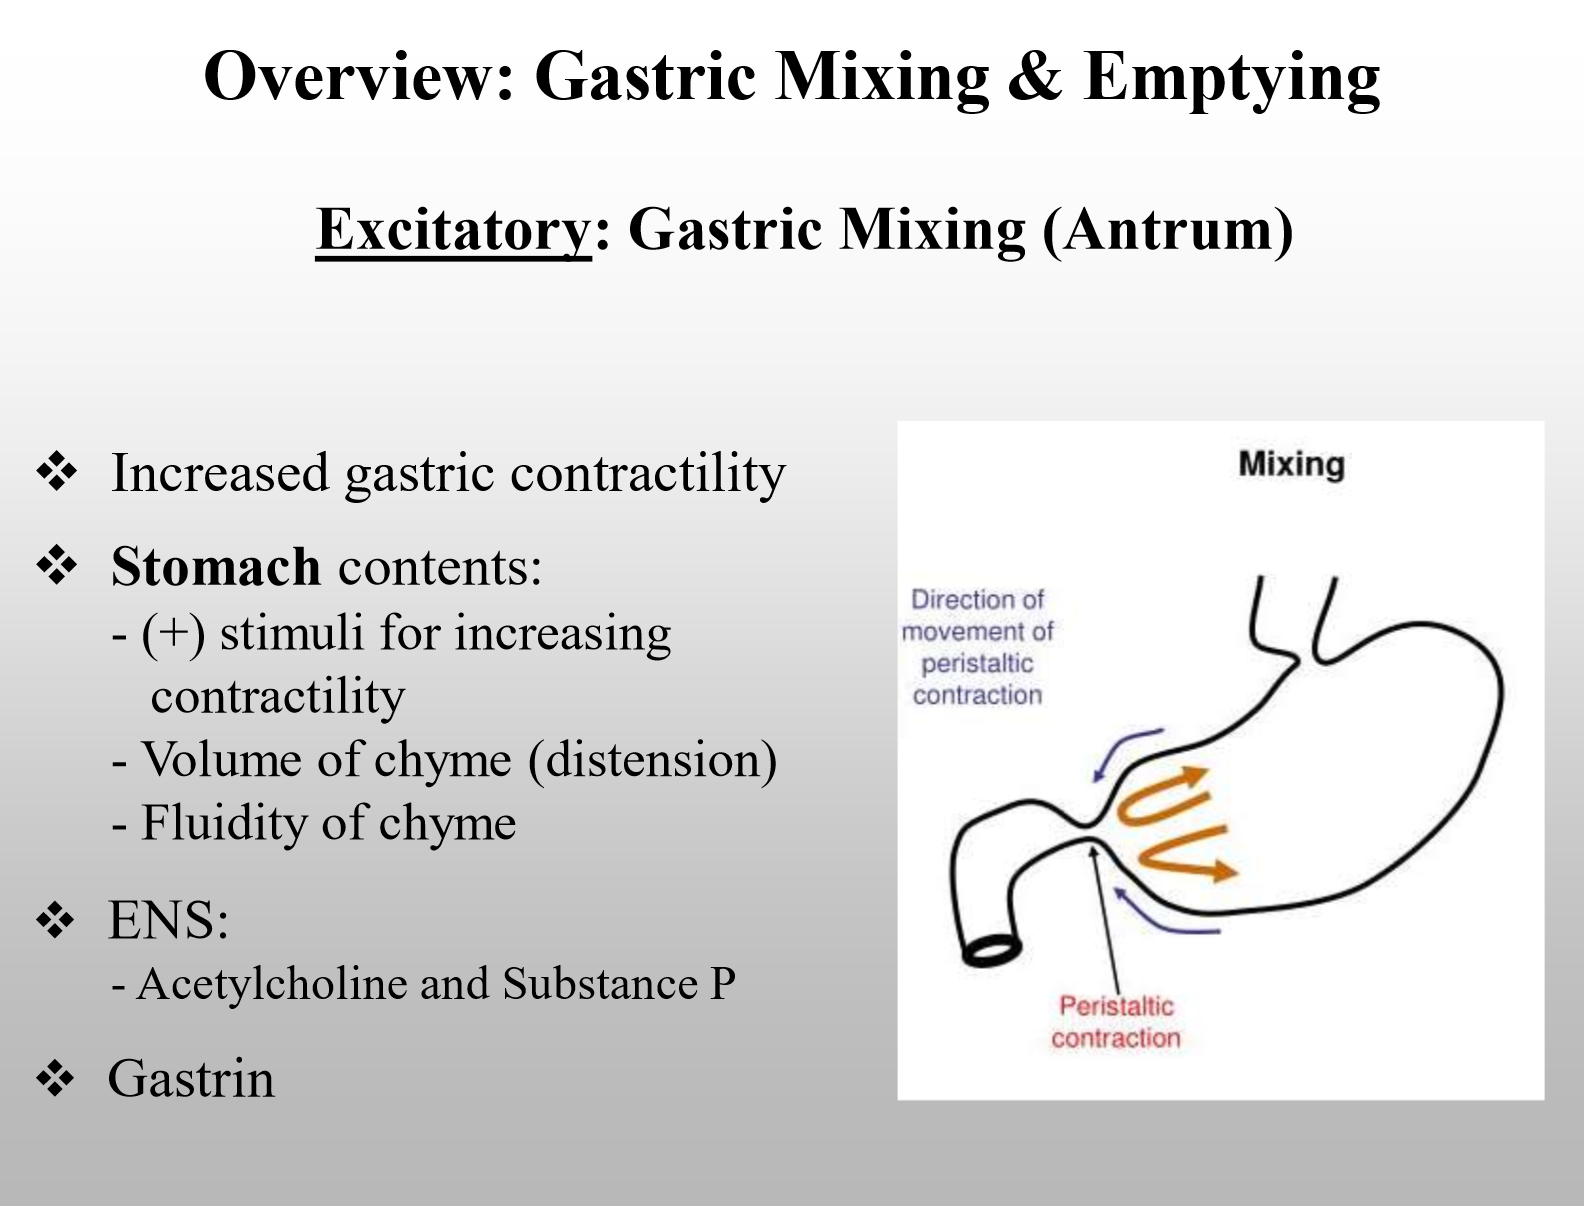 Overview: Gastric Mixing & Emptying
Excitatory: Gastric Mixing (Antrum)
❖ Increased gastric contractility
❖ Stomach contents:
- (+) stimuli for increasing
contractility
- Volume of chyme (distension)
- Fluidity of chyme
❖ ENS:
- Acetylcholine and Substance P
❖ Gastrin
Mixing
Direction of
movement of
peristaltic
contraction
Peristaltic
contraction